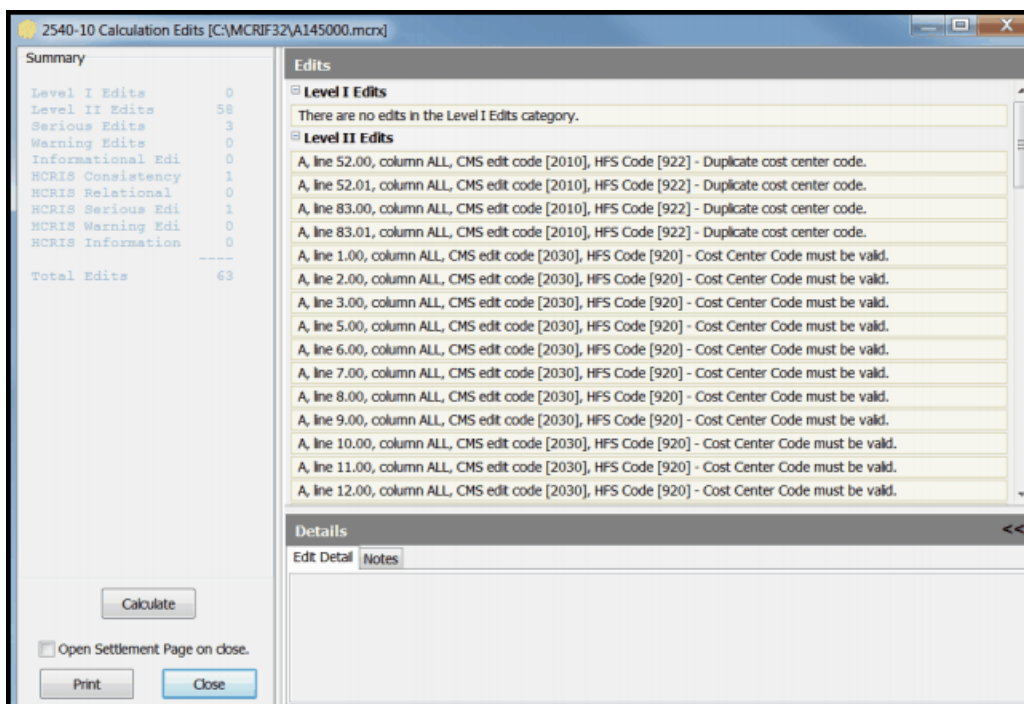 2540-10 Calculation Edits [C:\MCRIF32\A145000.mcrx]
Summary
Level I Edits 0
Level II Edits 58
Serious Edits 3
Warning Edits 0
Informational Edi 0
HCRIS Consistency 1
HCRIS Relational 0
HCRIS Serious Edi 1
HCRIS Warning Edi 0
HCRIS Information 0
----
Total Edits 63
Calculate
Open Settlement Page on close.
Print Close
Edits
Level I Edits
There are no edits in the Level I Edits category.
Level II Edits
A, line 52.00, column ALL, CMS edit code [2010], HFS Code [922] - Duplicate cost center code.
A, line 52.01, column ALL, CMS edit code [2010], HFS Code [922] - Duplicate cost center code.
A, line 83.00, column ALL, CMS edit code [2010], HFS Code [922] - Duplicate cost center code.
A, line 83.01, column ALL, CMS edit code [2010], HFS Code [922] - Duplicate cost center code.
A, line 1.00, column ALL, CMS edit code [2030], HFS Code [920] - Cost Center Code must be valid.
A, line 2.00, column ALL, CMS edit code [2030], HFS Code [920] - Cost Center Code must be valid.
A, line 3.00, column ALL, CMS edit code [2030], HFS Code [920] - Cost Center Code must be valid.
A, line 5.00, column ALL, CMS edit code [2030], HFS Code [920] - Cost Center Code must be valid.
A, line 6.00, column ALL, CMS edit code [2030], HFS Code [920] - Cost Center Code must be valid.
A, line 7.00, column ALL, CMS edit code [2030], HFS Code [920] - Cost Center Code must be valid.
A, line 8.00, column ALL, CMS edit code [2030], HFS Code [920] - Cost Center Code must be valid.
A, line 9.00, column ALL, CMS edit code [2030], HFS Code [920] - Cost Center Code must be valid.
A, line 10.00, column ALL, CMS edit code [2030], HFS Code [920] - Cost Center Code must be valid.
A, line 11.00, column ALL, CMS edit code [2030], HFS Code [920] - Cost Center Code must be valid.
A, line 12.00, column ALL, CMS edit code [2030], HFS Code [920] - Cost Center Code must be valid.
Details <<
Edit Detail Notes